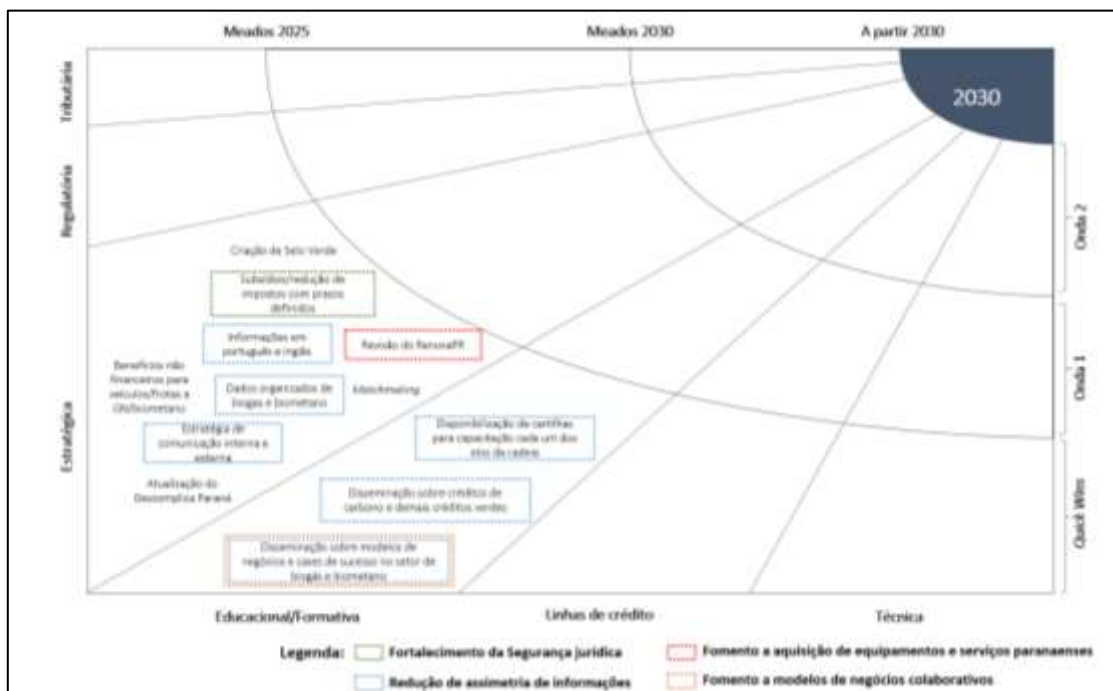 Meados 2025
Meados 2030
A partir 2030
Tributária
Regulatória
Estratégica
2030
Onda 2
Onda 1
Quick Wins
Criação de Selo Verde
Subsídios/redução de
impostos com prazos
definidos
Informações em
português e inglês
Revisão do
Benefícios não
financeiros para
veículos/frotas a
GN/biometano
Dados organizados de
biogás e biometano
Matchmaking
Estratégia de
comunicação interna e
externa
Disponibilização de cartilhas
para capacitação cada um dos
elos da cadeia
Atualização do
Descomplica Paraná
Disseminação sobre créditos de
carbono e demais créditos verdes
Disseminação sobre modelos de
negócios e cases de sucesso no setor de
biogás e biometano
Educacional/Formativa
Linhas de crédito
Técnica
Legenda:
Fortalecimento da Segurança jurídica
Fomento a aquisição de equipamentos e serviços paranaenses
Redução de assimetria de informações
Fomento a modelos de negócios colaborativos